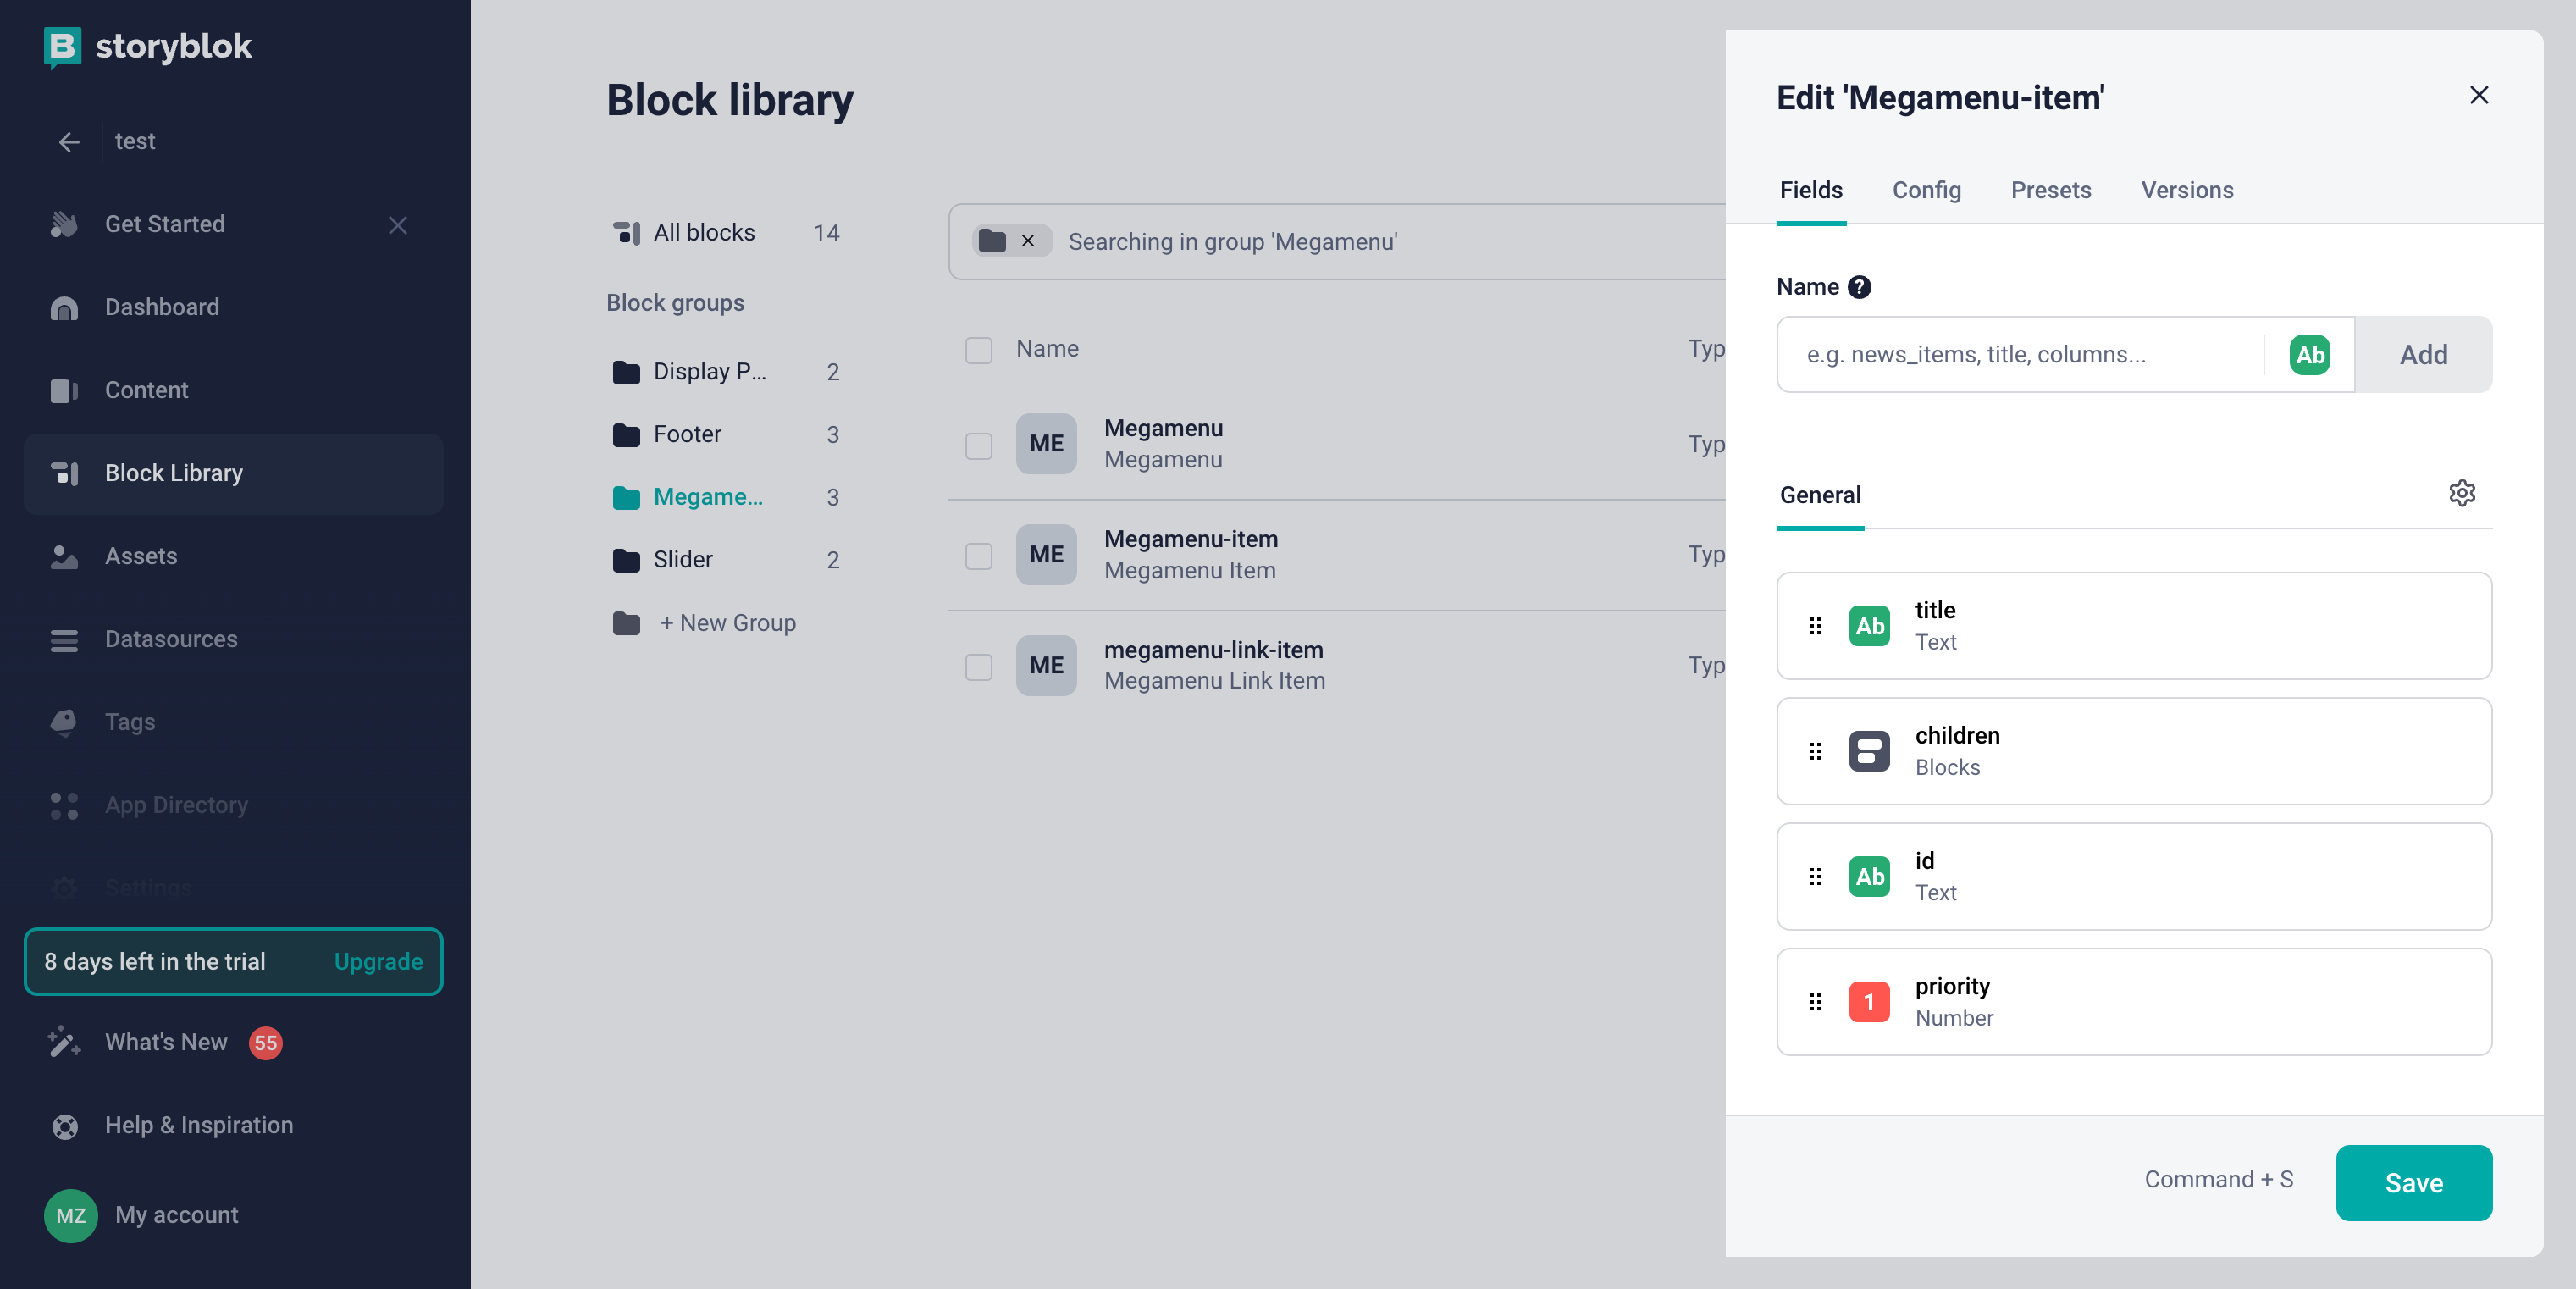 storyblok
test
Get Started
Dashboard
Content
Block Library
Assets
Datasources
Tags
App Directory
Settings
8 days left in the trial Upgrade
What's New 55
Help & Inspiration
MZ My account
Block library
All blocks 14
Block groups
Display P... 2
Footer 3
Megame... 3
Slider 2
+ New Group
Searching in group 'Megamenu'
Name Typ
ME Megamenu Typ
Megamenu
ME Megamenu-item Typ
Megamenu Item
ME megamenu-link-item Typ
Megamenu Link Item
Edit 'Megamenu-item'
Fields Config Presets Versions
Name ?
e.g. news_items, title, columns... Ab Add
General
Ab title
Text
children
Blocks
Ab id
Text
1 priority
Number
Command + S Save